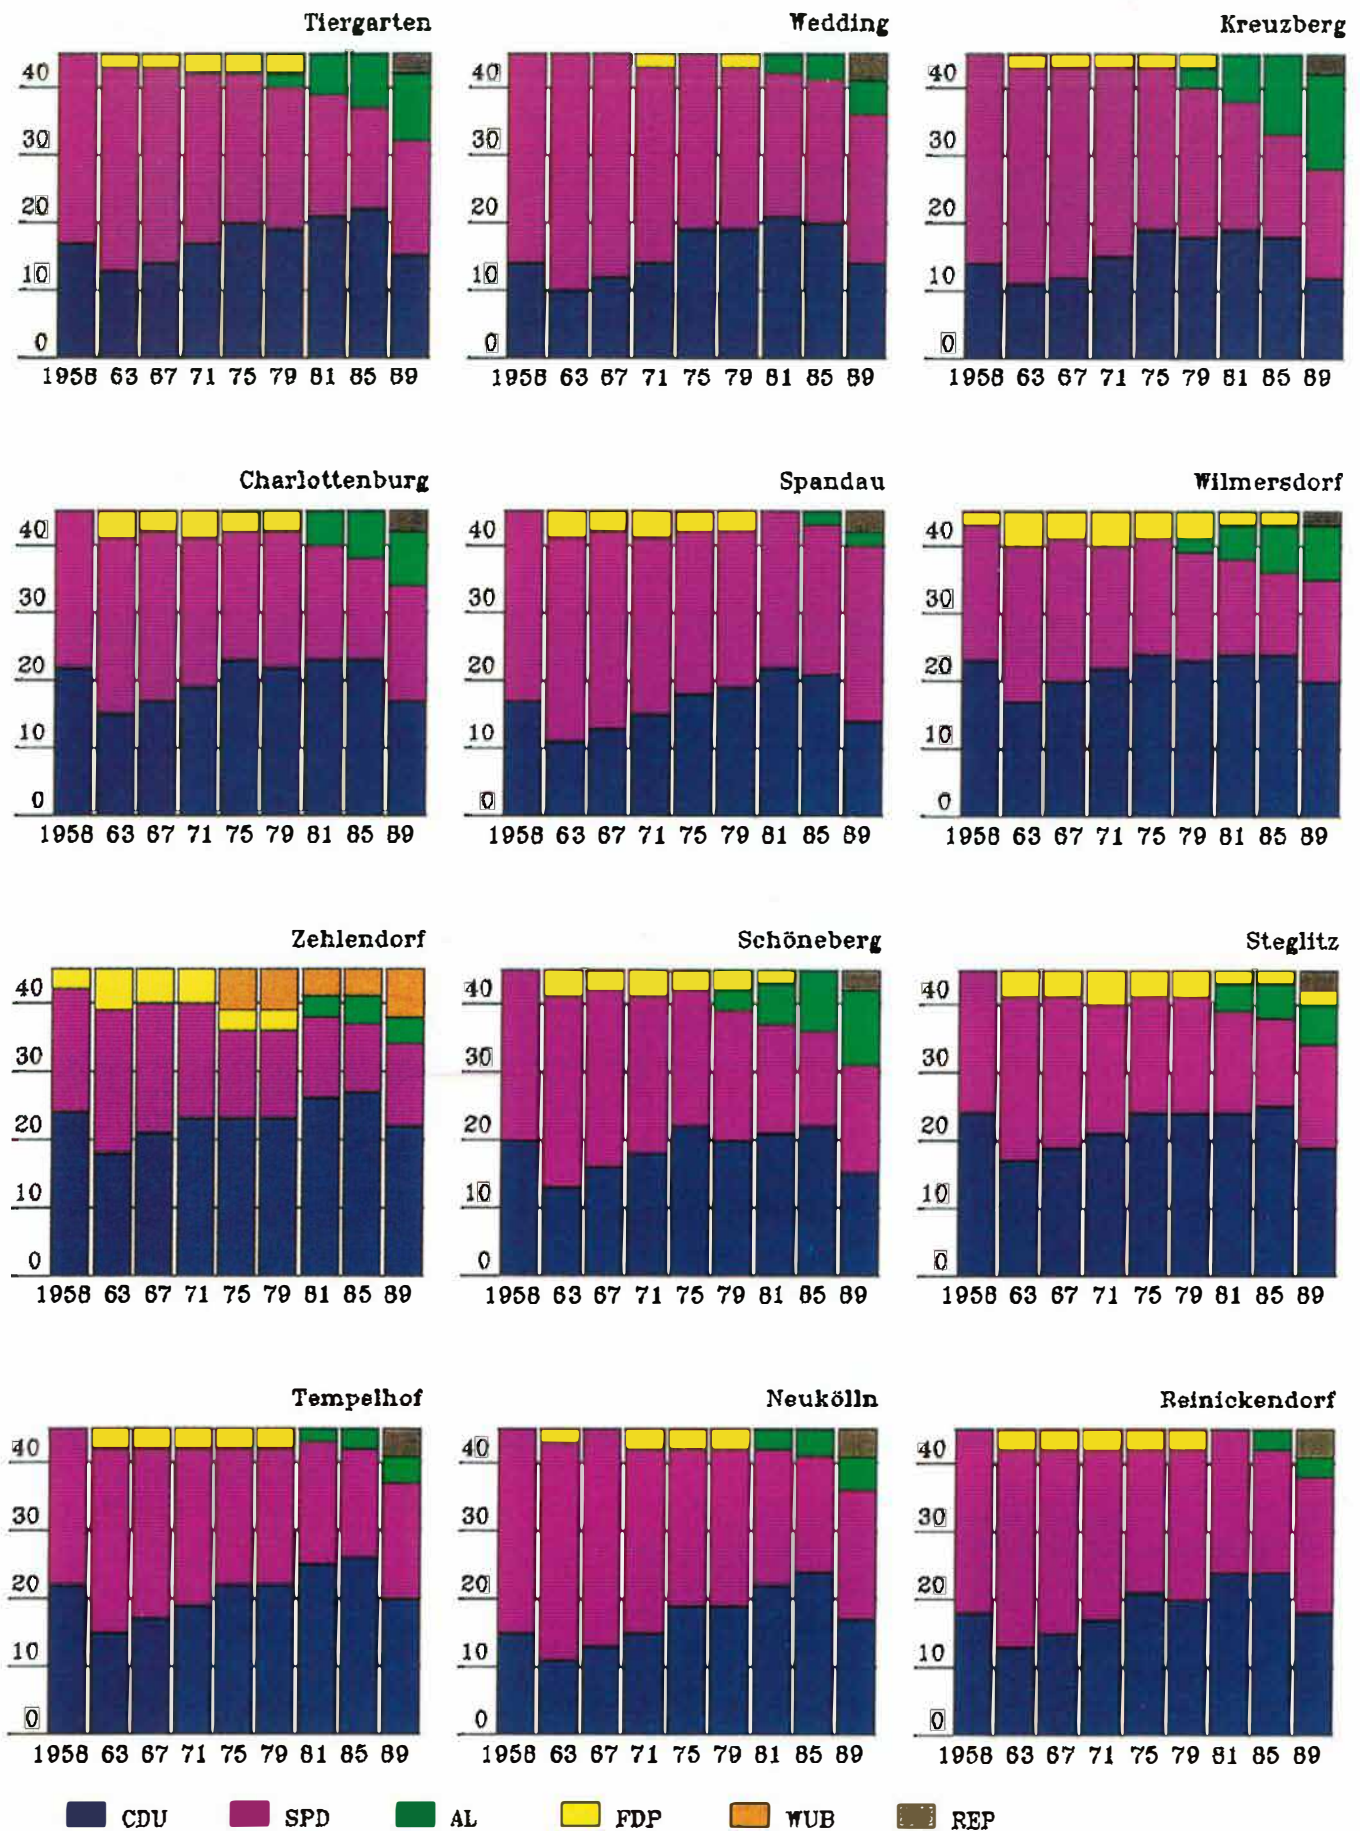 Tiergarten Wedding Kreuzberg
40 40 40
30 30 30
20 20 20
10 10 10
0 0 0
1958 63 67 71 75 79 81 85 89 1958 63 67 71 75 79 81 85 89 1958 63 67 71 75 79 81 85 89
Charlottenburg Spandau Wilmersdorf
40 40 40
30 30 30
20 20 20
10 10 10
0 0 0
1958 63 67 71 75 79 81 85 89 1958 63 67 71 75 79 81 85 89 1958 63 67 71 75 79 81 85 89
Zehlendorf Schöneberg Steglitz
40 40 40
30 30 30
20 20 20
10 10 10
0 0 0
1958 63 67 71 75 79 81 85 89 1958 63 67 71 75 79 81 85 89 1958 63 67 71 75 79 81 85 89
Tempelhof Neukölln Reinickendorf
40 40 40
30 30 30
20 20 20
10 10 10
0 0 0
1958 63 67 71 75 79 81 85 89 1958 63 67 71 75 79 81 85 89 1958 63 67 71 75 79 81 85 89
CDU SPD AL FDP WUB REP